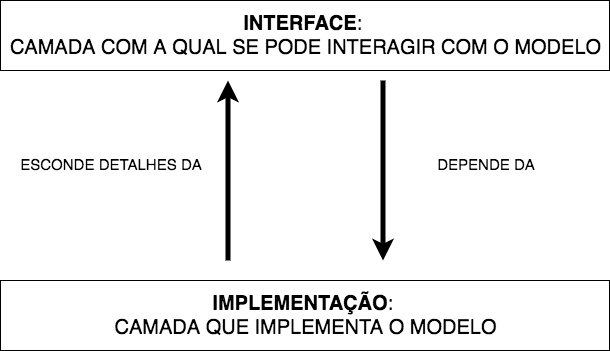 INTERFACE:
CAMADA COM A QUAL SE PODE INTERAGIR COM O MODELO
ESCONDE DETALHES DA
DEPENDE DA
IMPLEMENTAÇÃO:
CAMADA QUE IMPLEMENTA O MODELO